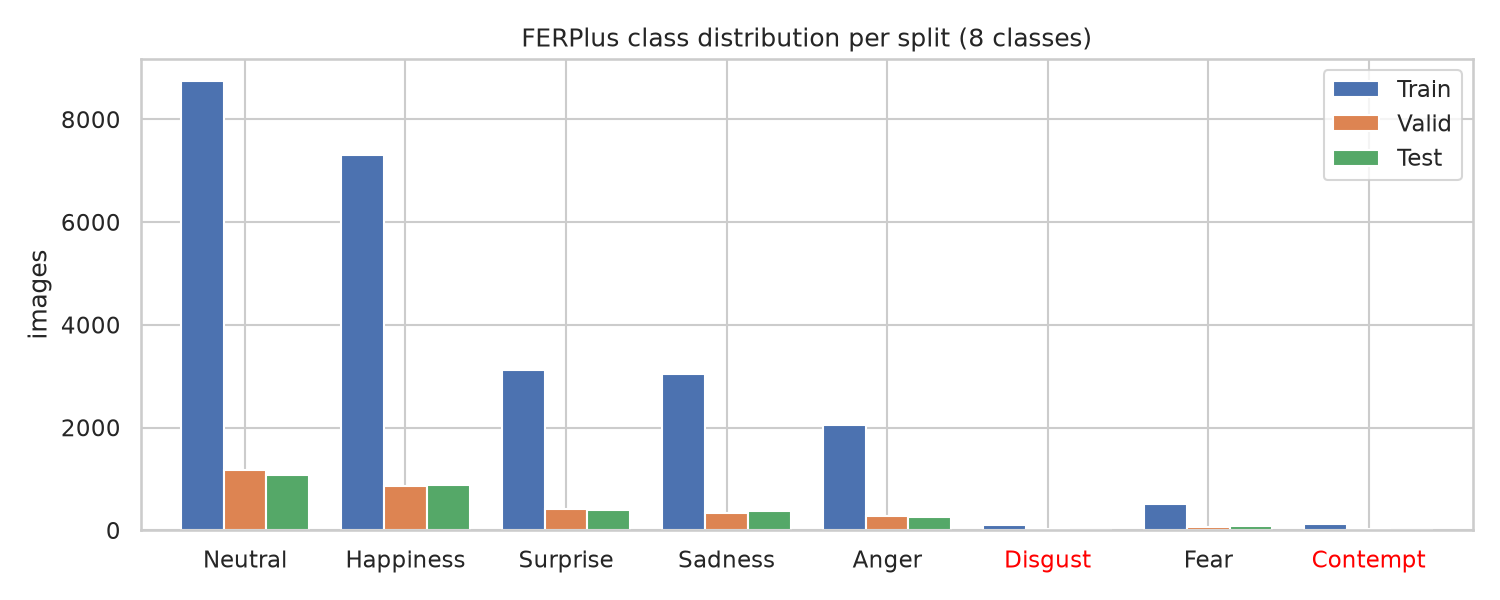 FERPlus class distribution per split (8 classes)
Train
Valid
Test
images
8000
6000
4000
2000
0
Neutral Happiness Surprise Sadness Anger Disgust Fear Contempt